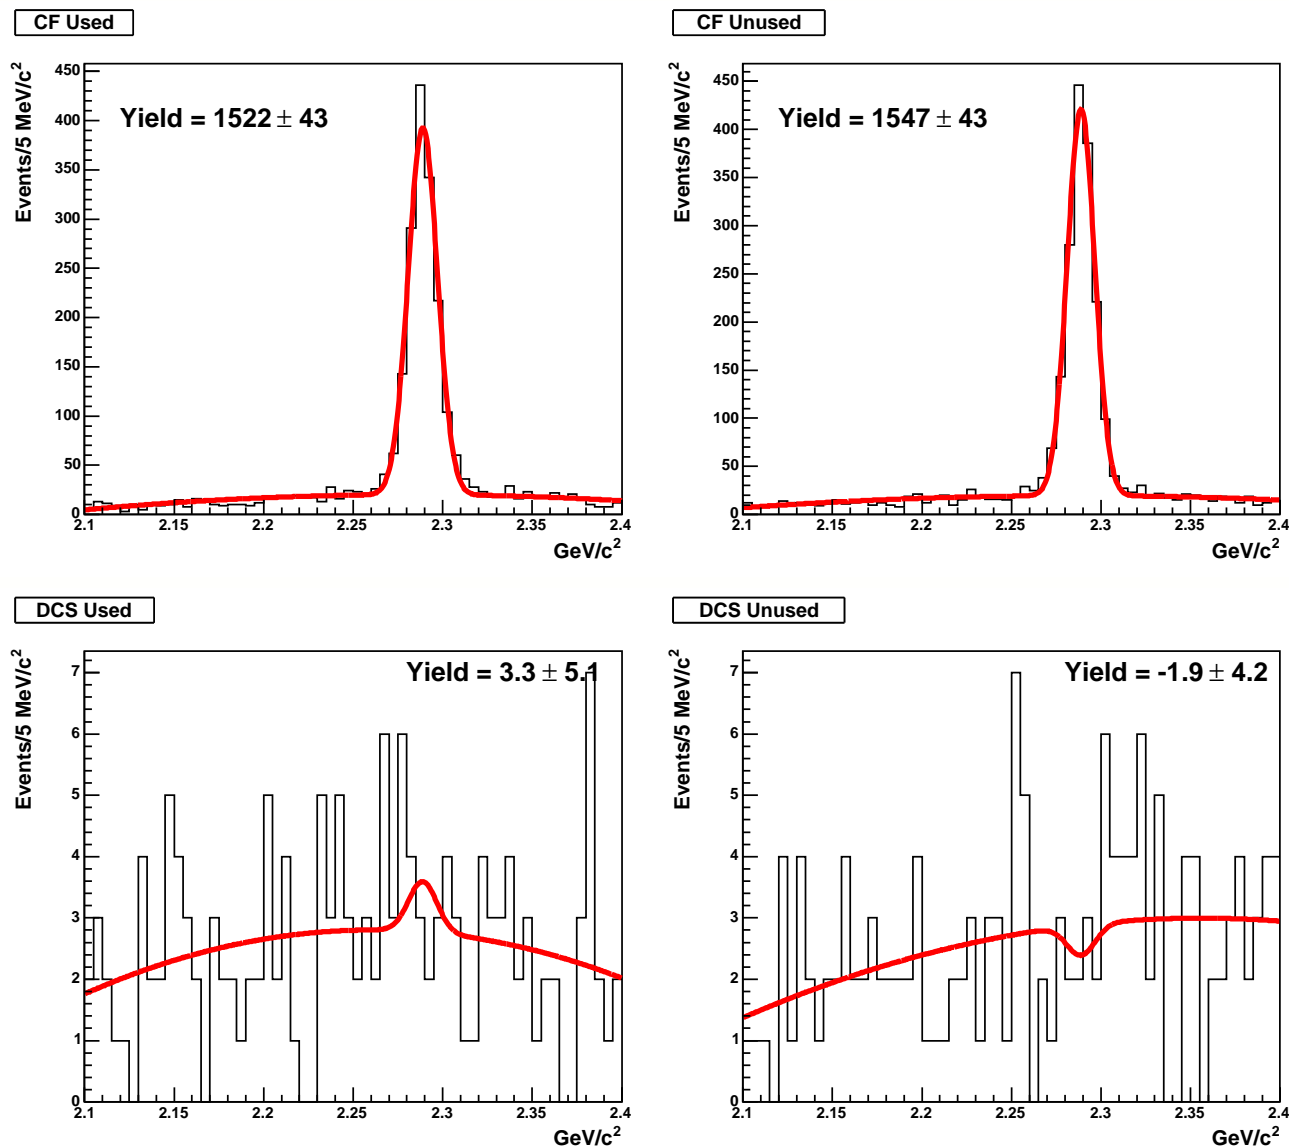 CF Used
Events/5 MeV/c²
Yield = 1522 ± 43
450
400
350
300
250
200
150
100
50
0
2.1 2.15 2.2 2.25 2.3 2.35 2.4
GeV/c²
CF Unused
Events/5 MeV/c²
Yield = 1547 ± 43
450
400
350
300
250
200
150
100
50
0
2.1 2.15 2.2 2.25 2.3 2.35 2.4
GeV/c²
DCS Used
Events/5 MeV/c²
Yield = 3.3 ± 5.1
7
6
5
4
3
2
1
0
2.1 2.15 2.2 2.25 2.3 2.35 2.4
GeV/c²
DCS Unused
Events/5 MeV/c²
Yield = -1.9 ± 4.2
7
6
5
4
3
2
1
0
2.1 2.15 2.2 2.25 2.3 2.35 2.4
GeV/c²